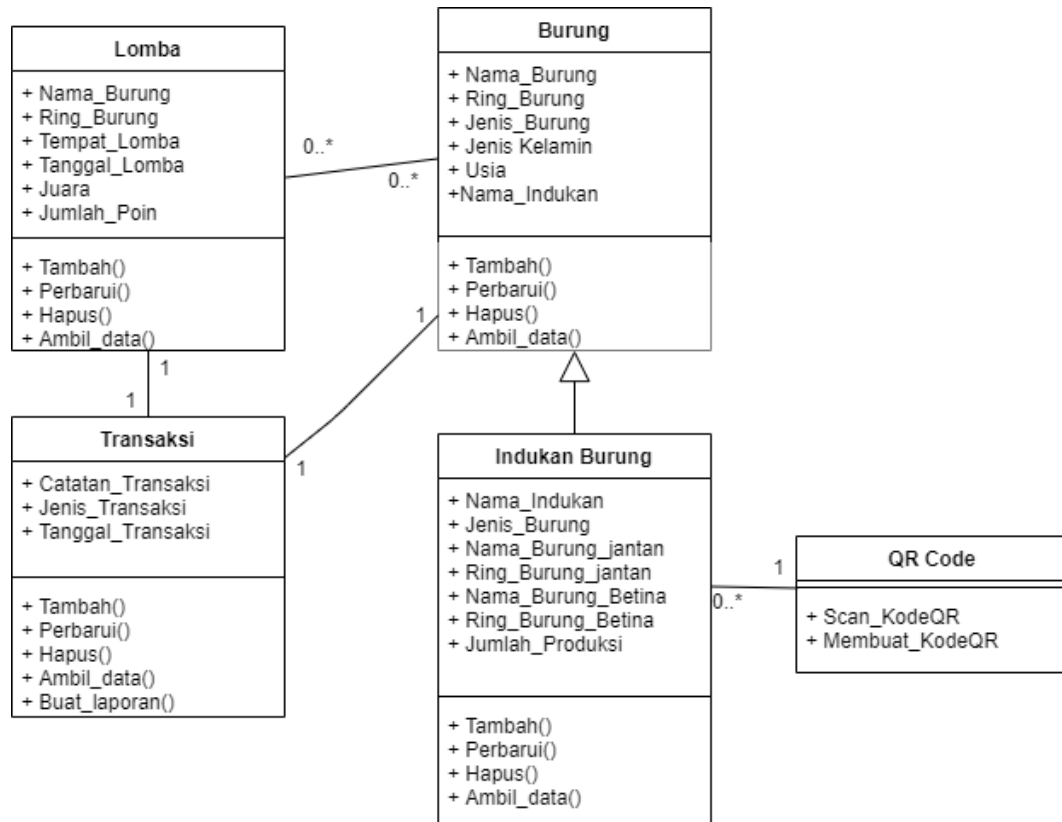 Lomba
+ Nama_Burung
+ Ring_Burung
+ Tempat_Lomba
+ Tanggal_Lomba
+ Juara
+ Jumlah_Poin
+ Tambah()
+ Perbarui()
+ Hapus()
+ Ambil_data()
0..*
0..*
Burung
+ Nama_Burung
+ Ring_Burung
+ Jenis_Burung
+ Jenis Kelamin
+ Usia
+Nama_Indukan
+ Tambah()
+ Perbarui()
+ Hapus()
+ Ambil_data()
1
1
1
1
Transaksi
+ Catatan_Transaksi
+ Jenis_Transaksi
+ Tanggal_Transaksi
+ Tambah()
+ Perbarui()
+ Hapus()
+ Ambil_data()
+ Buat_laporan()
Indukan Burung
+ Nama_Indukan
+ Jenis_Burung
+ Nama_Burung_jantan
+ Ring_Burung_jantan
+ Nama_Burung_Betina
+ Ring_Burung_Betina
+ Jumlah_Produksi
+ Tambah()
+ Perbarui()
+ Hapus()
+ Ambil_data()
1
0..*
QR Code
+ Scan_KodeQR
+ Membuat_KodeQR